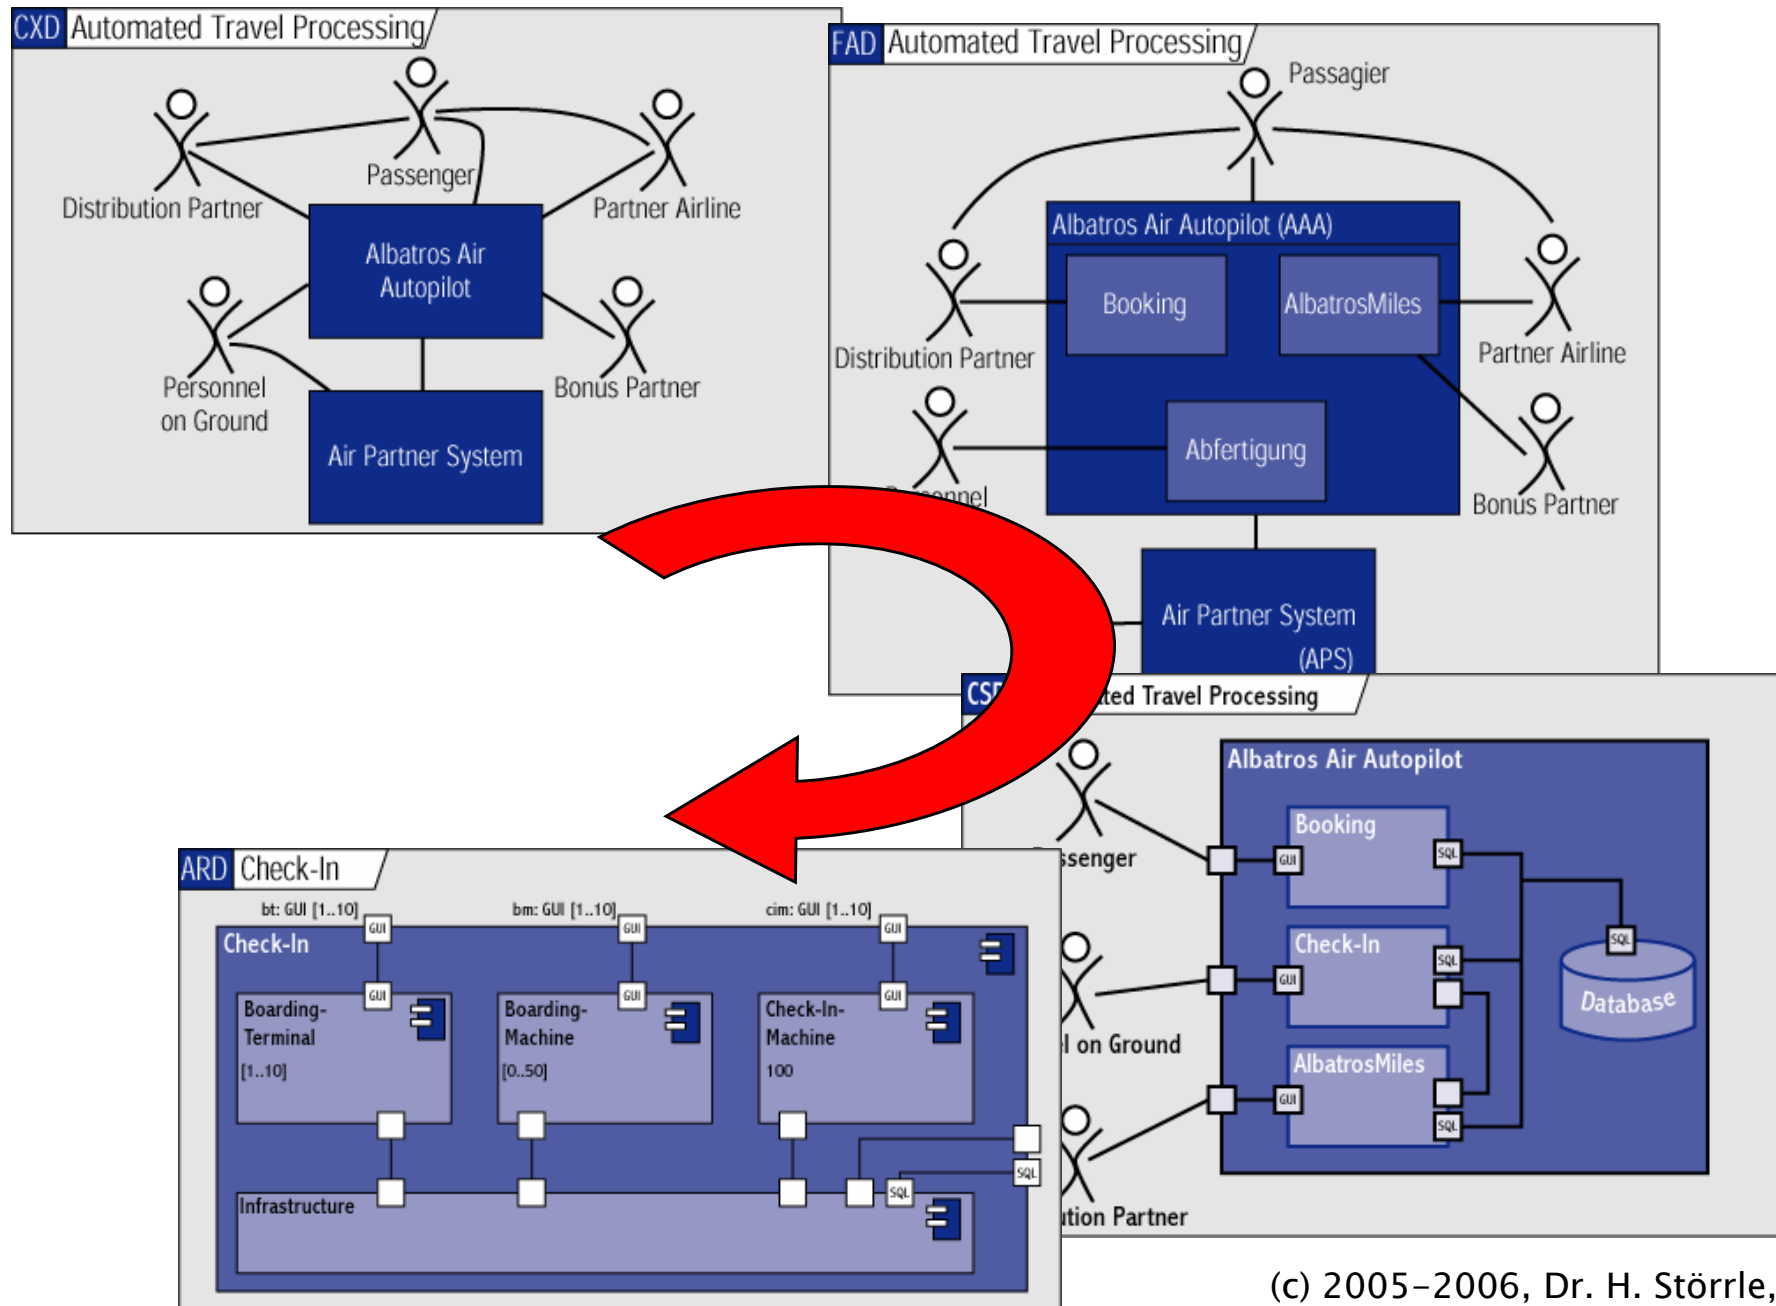 CXD Automated Travel Processing
Passenger
Distribution Partner
Partner Airline
Albatros Air
Autopilot
Personnel
on Ground
Bonus Partner
Air Partner System
FAD Automated Travel Processing
Passagier
Albatros Air Autopilot (AAA)
Booking
AlbatrosMiles
Distribution Partner
Partner Airline
Abfertigung
Bonus Partner
Air Partner System
(APS)
Travel Processing
Albatros Air Autopilot
Booking
GUI
SQL
Check-In
GUI
SQL
SQL
Database
on Ground
AlbatrosMiles
GUI
SQL
Partner
ARD Check-In
bt: GUI [1..10]
bm: GUI [1..10]
cim: GUI [1..10]
GUI
GUI
GUI
Check-In
GUI
GUI
GUI
Boarding-
Terminal
[1..10]
Boarding-
Machine
[0..50]
Check-In-
Machine
100
SQL
SQL
Infrastructure
(c) 2005-2006, Dr. H. Störrle,